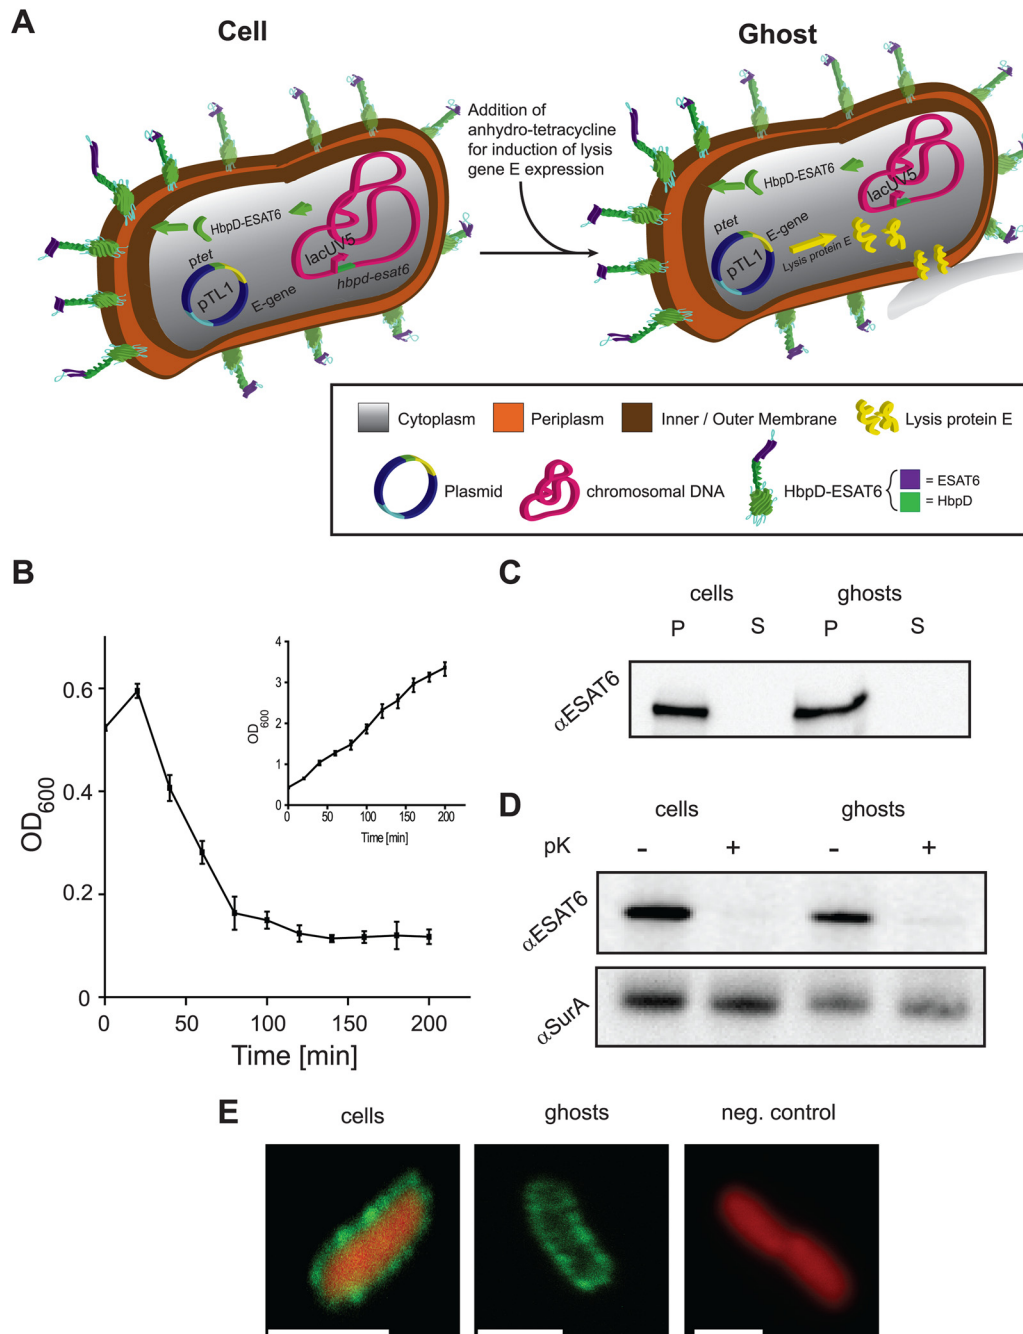 A
Cell
Ghost
Addition of
anhydro-tetracycline
for induction of lysis
gene E expression
HbpD-ESAT6
lacUV5
ptet
pTL1
E-gene
hbpd-esat6
HbpD-ESAT6
lacUV5
ptet
E-gene
pTL1
Lysis protein E
Cytoplasm
Periplasm
Inner / Outer Membrane
Lysis protein E
Plasmid
chromosomal DNA
HbpD-ESAT6
= ESAT6
= HbpD
B
OD600
0.6
0.4
0.2
0
0
50
100
150
200
Time [min]
OD600
4
3
2
1
0
0
50
100
150
200
Time [min]
C
cells
ghosts
P
S
P
S
αESAT6
D
cells
ghosts
pK
-
+
-
+
αESAT6
αSurA
E
cells
ghosts
neg. control